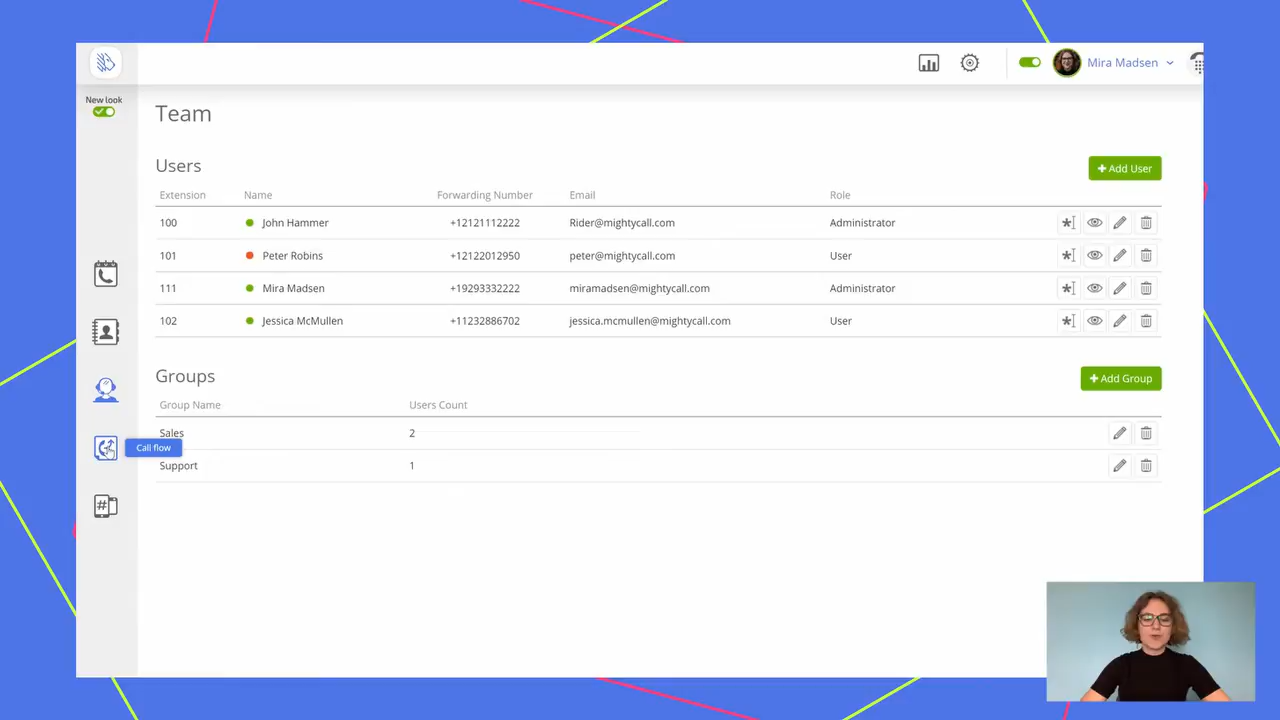 Mira Madsen
New look
Team
Users
+ Add User
Extension Name Forwarding Number Email Role
100 John Hammer +12121112222 Rider@mightycall.com Administrator
101 Peter Robins +12122012950 peter@mightycall.com User
111 Mira Madsen +19293332222 miramadsen@mightycall.com Administrator
102 Jessica McMullen +11232886702 jessica.mcmullen@mightycall.com User
Groups
+ Add Group
Group Name Users Count
Sales 2
Call flow
Support 1
#